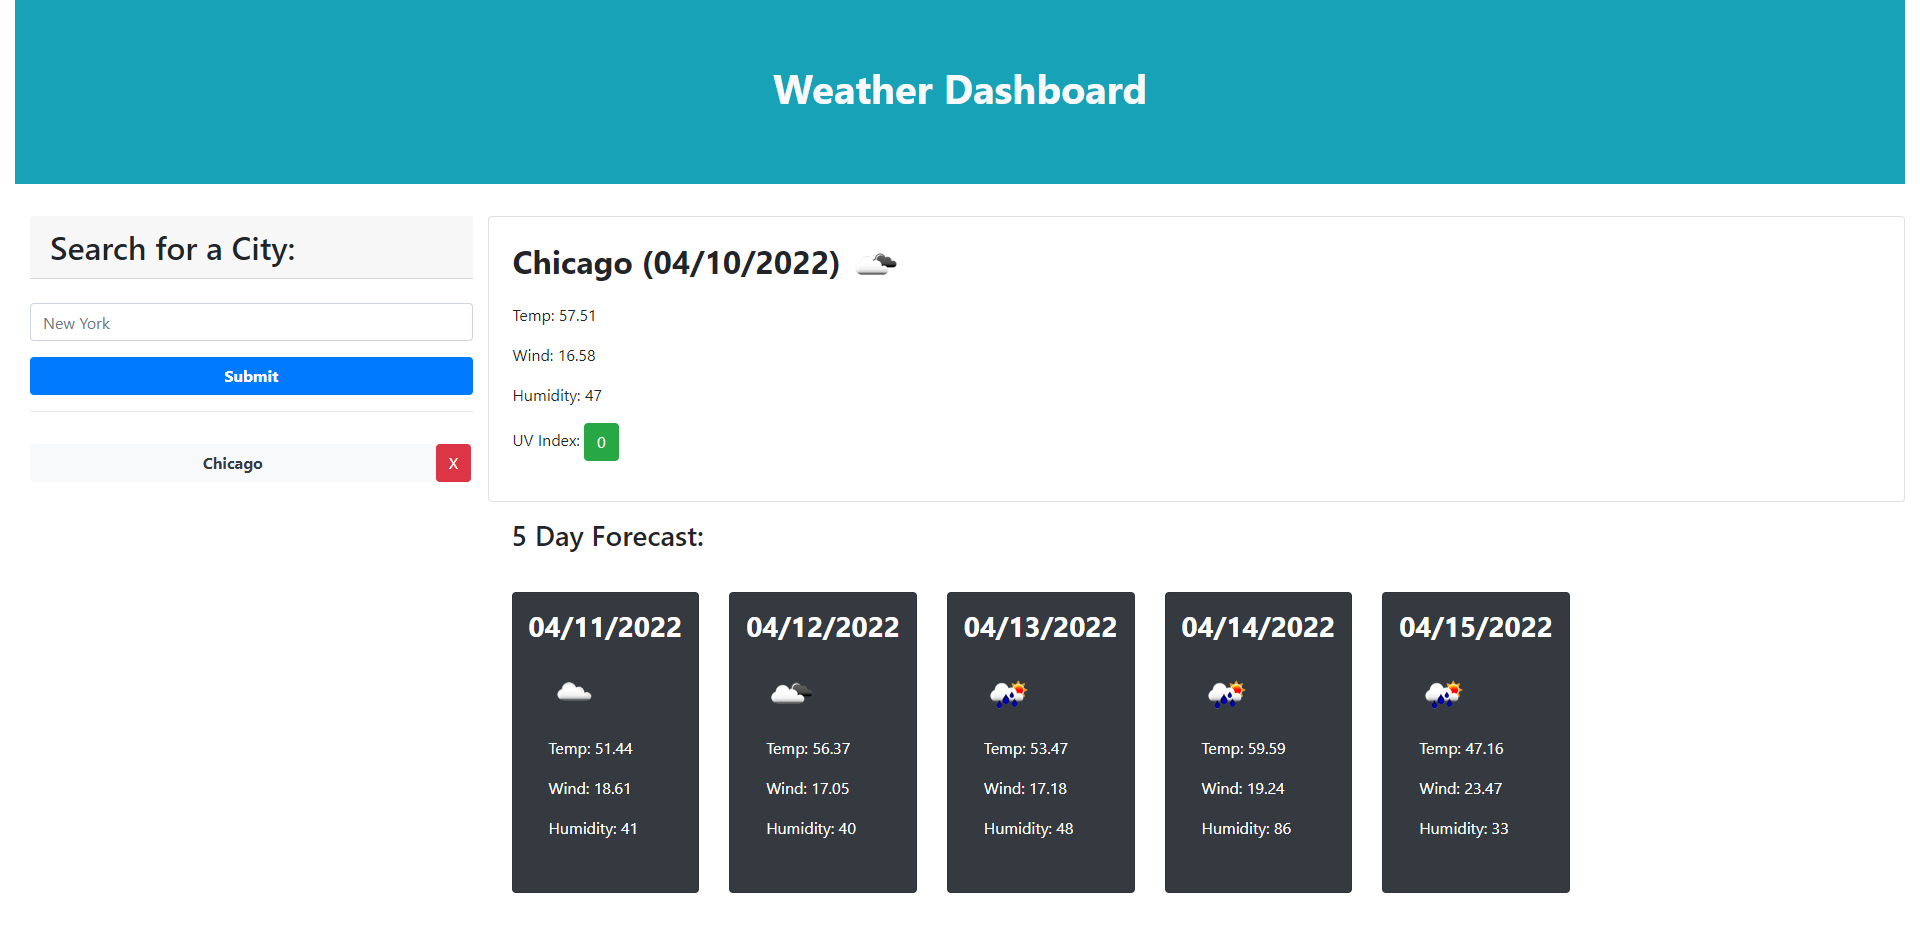 Weather Dashboard
Search for a City:
New York
Submit
Chicago X
Chicago (04/10/2022)
Temp: 57.51
Wind: 16.58
Humidity: 47
UV Index: 0
5 Day Forecast:
04/11/2022
Temp: 51.44
Wind: 18.61
Humidity: 41
04/12/2022
Temp: 56.37
Wind: 17.05
Humidity: 40
04/13/2022
Temp: 53.47
Wind: 17.18
Humidity: 48
04/14/2022
Temp: 59.59
Wind: 19.24
Humidity: 86
04/15/2022
Temp: 47.16
Wind: 23.47
Humidity: 33